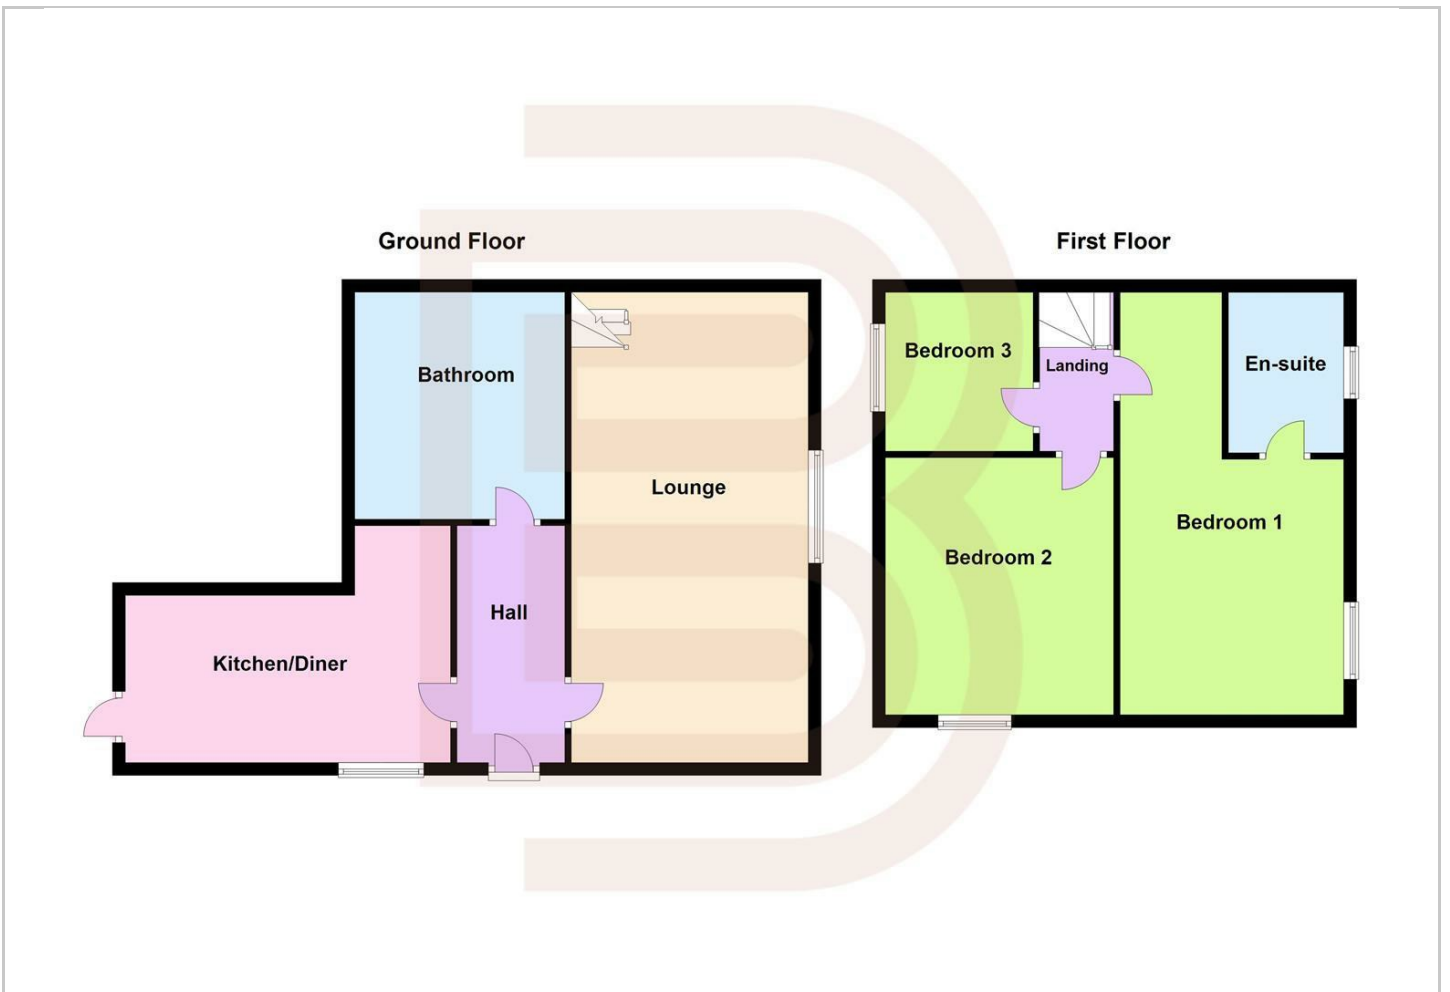 Ground Floor
First Floor
Bathroom
Lounge
Hall
Kitchen/Diner
Bedroom 3
Landing
En-suite
Bedroom 1
Bedroom 2